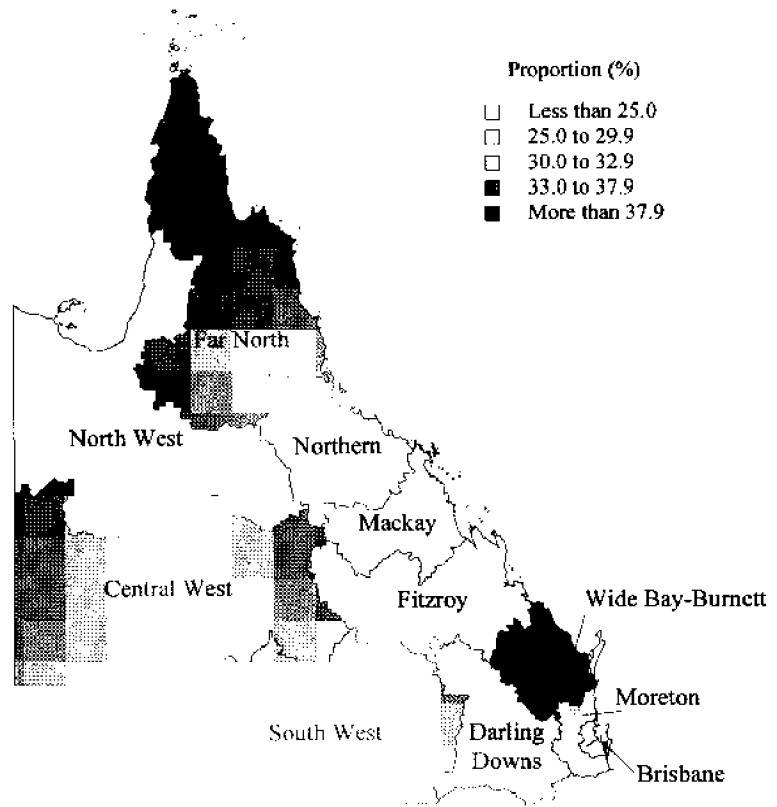 Proportion (%)
Less than 25.0
25.0 to 29.9
30.0 to 32.9
33.0 to 37.9
More than 37.9
Far North
North West
Northern
Mackay
Central West
Fitzroy
Wide Bay-Burnett
Moreton
South West
Darling
Downs
Brisbane